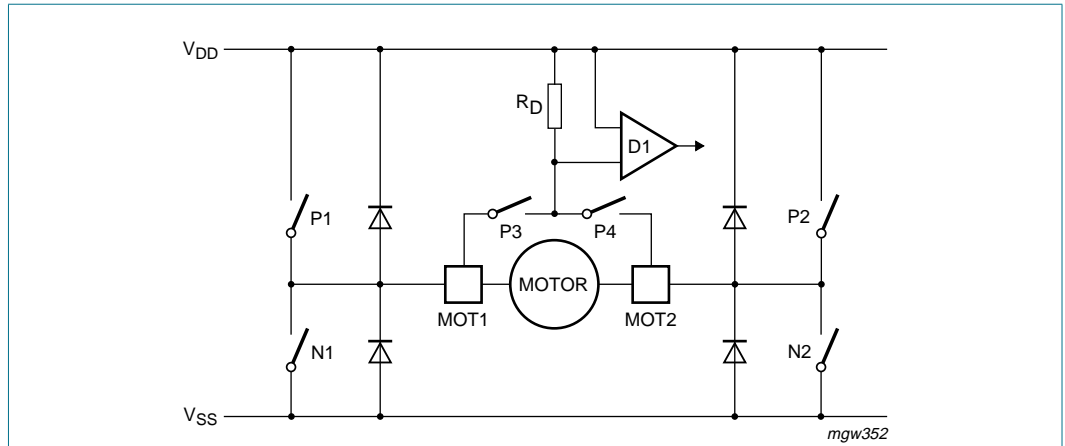 VDD
RD
D1
P1
P3
P4
P2
MOTOR
MOT1
MOT2
N1
N2
VSS
mgw352